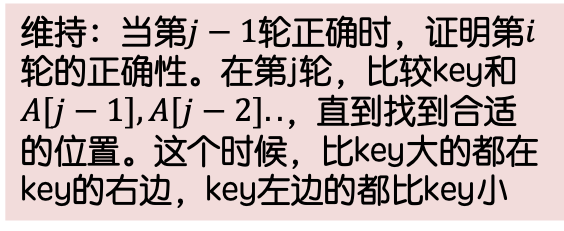 维持：当第j − 1轮正确时，证明第i
轮的正确性。在第j轮，比较key和
A[j − 1], A[j − 2]..，直到找到合适
的位置。这个时候，比key大的都在
key的右边，key左边的都比key小